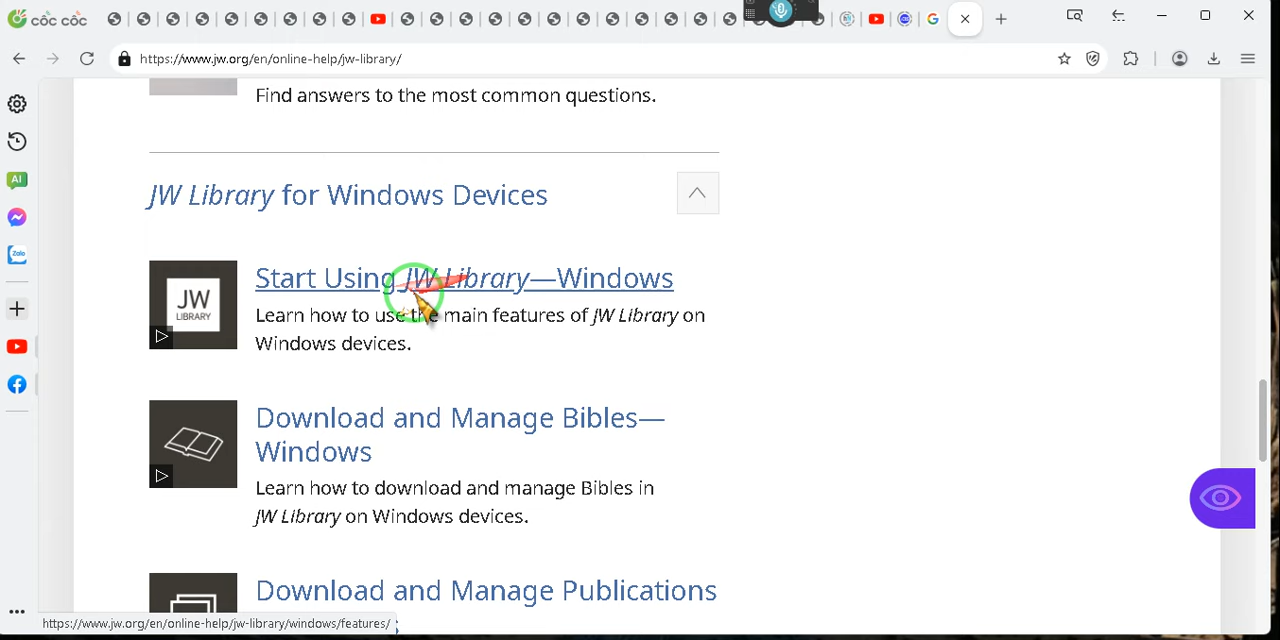 cốc cốc
https://www.jw.org/en/online-help/jw-library/
Find answers to the most common questions.
AI
JW Library for Windows Devices
Zalo
JW
LIBRARY
Start Using JW Library—Windows
Learn how to use the main features of JW Library on
Windows devices.
Download and Manage Bibles—
Windows
Learn how to download and manage Bibles in
JW Library on Windows devices.
Download and Manage Publications
https://www.jw.org/en/online-help/jw-library/windows/features/